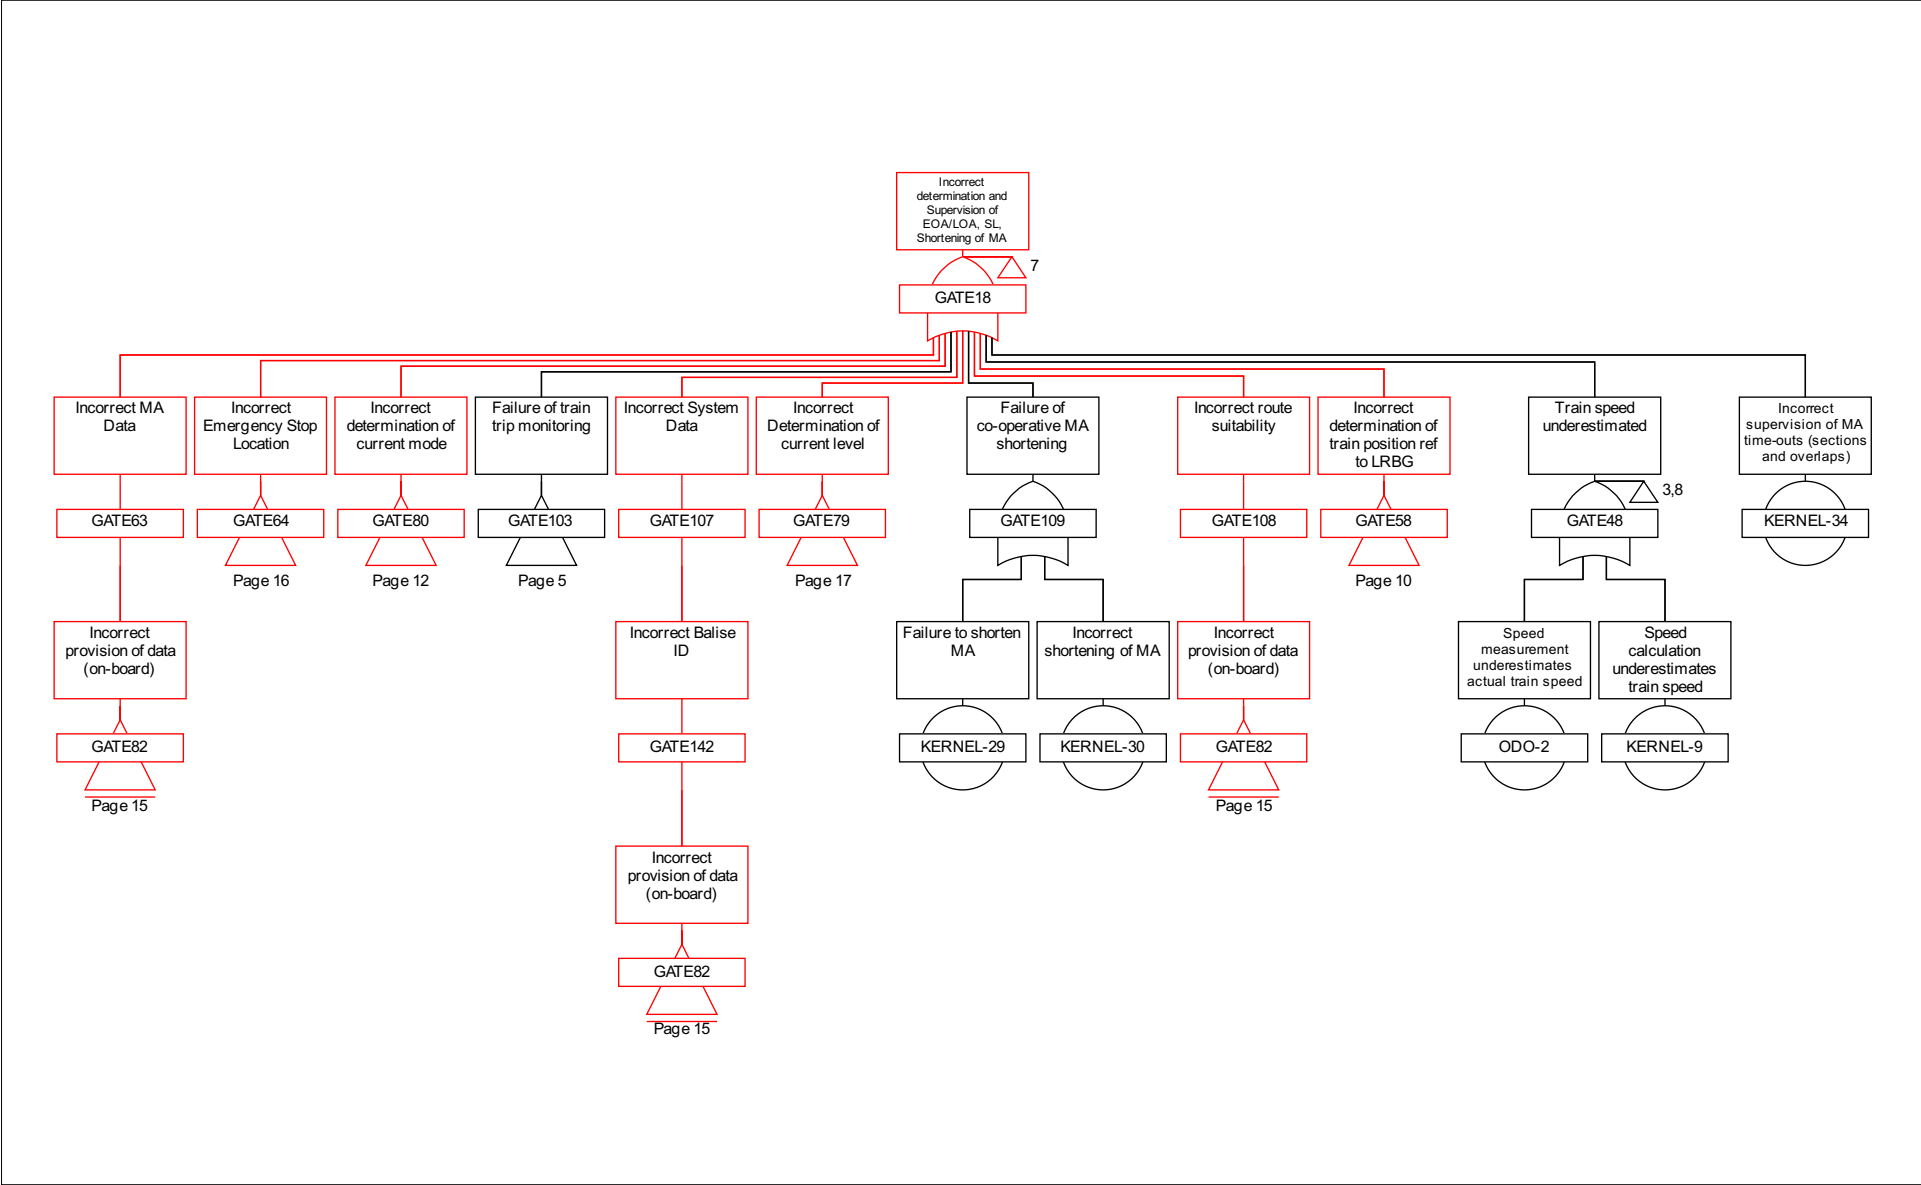 Incorrect
determination and
Supervision of
EOA/LOA, SL,
Shortening of MA
7
GATE18
Incorrect MA
Data
GATE63
Incorrect
provision of data
(on-board)
GATE82
Page 15
Incorrect
Emergency Stop
Location
GATE64
Page 16
Incorrect
determination of
current mode
GATE80
Page 12
Failure of train
trip monitoring
GATE103
Page 5
Incorrect System
Data
GATE107
Incorrect Balise
ID
GATE142
Incorrect
provision of data
(on-board)
GATE82
Page 15
Incorrect
Determination of
current level
GATE79
Page 17
Failure of
co-operative MA
shortening
GATE109
Failure to shorten
MA
KERNEL-29
Incorrect
shortening of MA
KERNEL-30
Incorrect route
suitability
GATE108
Incorrect
provision of data
(on-board)
GATE82
Page 15
Incorrect
determination of
train position ref
to LRBG
GATE58
Page 10
Train speed
underestimated
3,8
GATE48
Speed
measurement
underestimates
actual train speed
ODO-2
Speed
calculation
underestimates
train speed
KERNEL-9
Incorrect
supervision of MA
time-outs (sections
and overlaps)
KERNEL-34